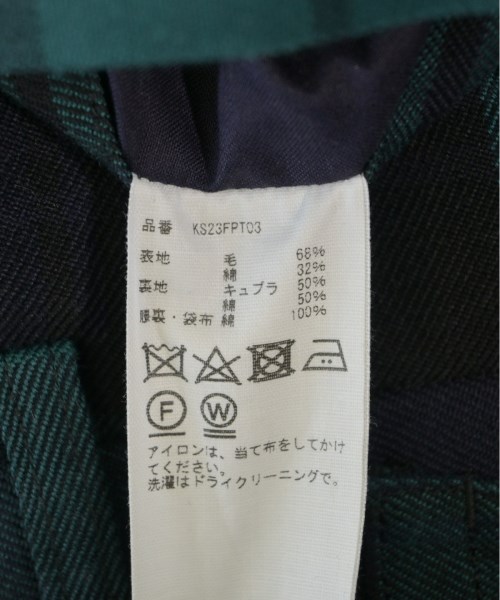 品番 KS23FPT03
表地 毛 68%
綿 32%
裏地 キュプラ 50%
綿 50%
腰裏・袋布 綿 100%
F W
アイロンは、当て布をしてかけ
てください。
洗濯はドライクリーニングで。